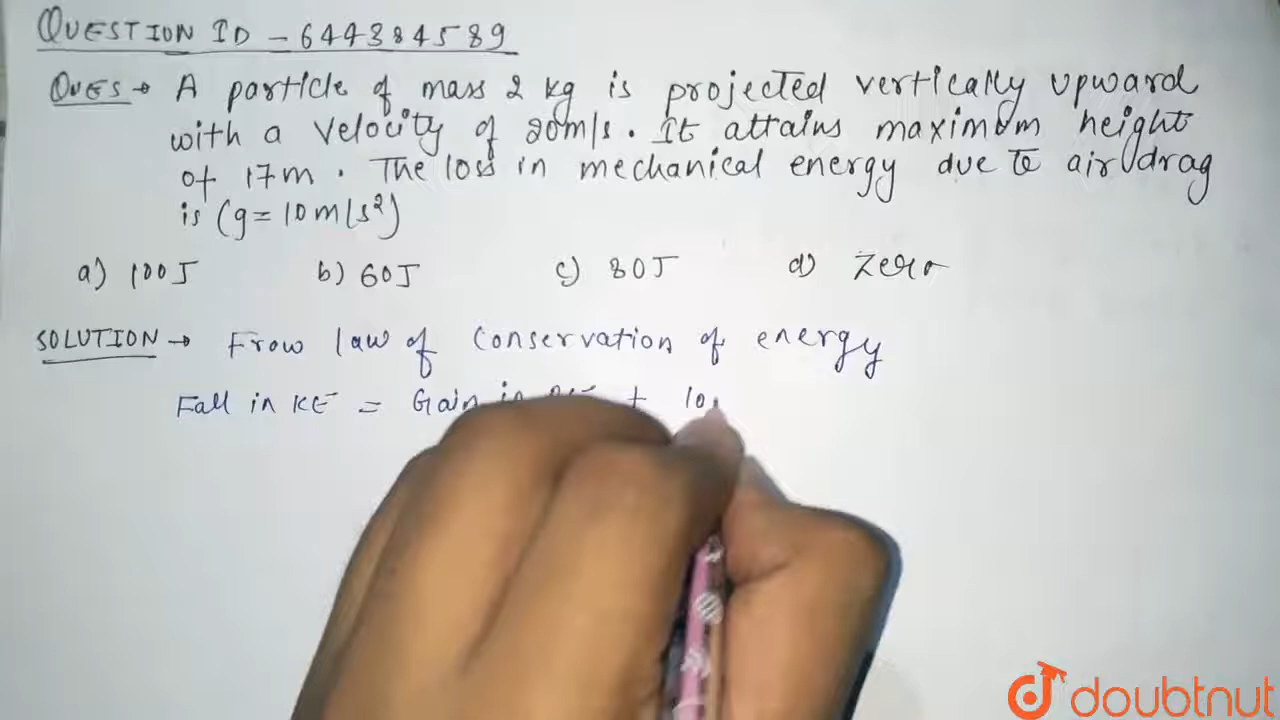 QUESTION ID - 644384589
QUES → A particle of mass 2 kg is projected vertically upward
with a velocity of 20m/s. It attains maximum height
of 17m. The loss in mechanical energy due to air drag
is (g=10m/s²)
a) 100J b) 60J c) 80J d) Zero
SOLUTION → From law of conservation of energy
Fall in KE = Gain in +
doubtnut